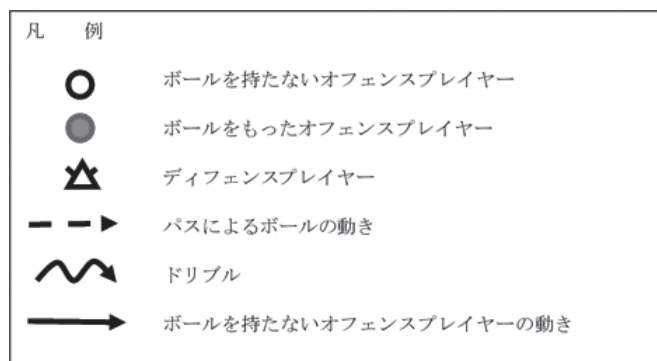 凡　例
ボールを持たないオフェンスプレイヤー
ボールをもったオフェンスプレイヤー
ディフェンスプレイヤー
パスによるボールの動き
ドリブル
ボールを持たないオフェンスプレイヤーの動き